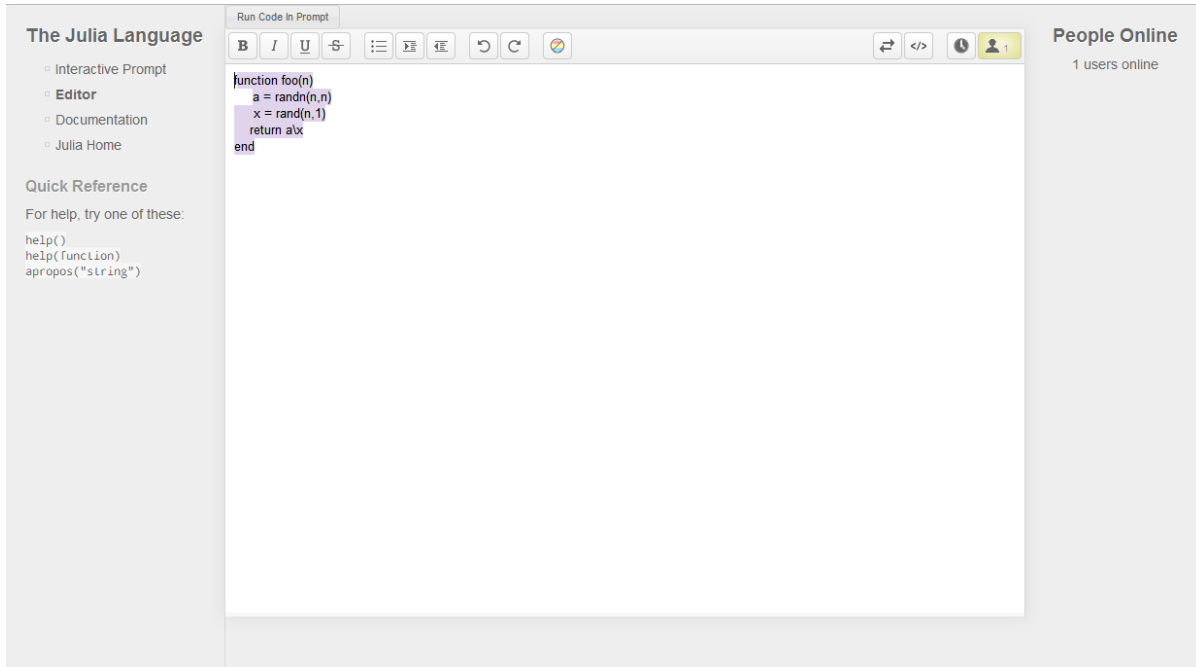 The Julia Language
Interactive Prompt
Editor
Documentation
Julia Home
Quick Reference
For help, try one of these:
help()
help(function)
apropos("string")
Run Code In Prompt
B I U S
function foo(n)
a = randn(n,n)
x = rand(n,1)
return a\x
end
</>
1
People Online
1 users online